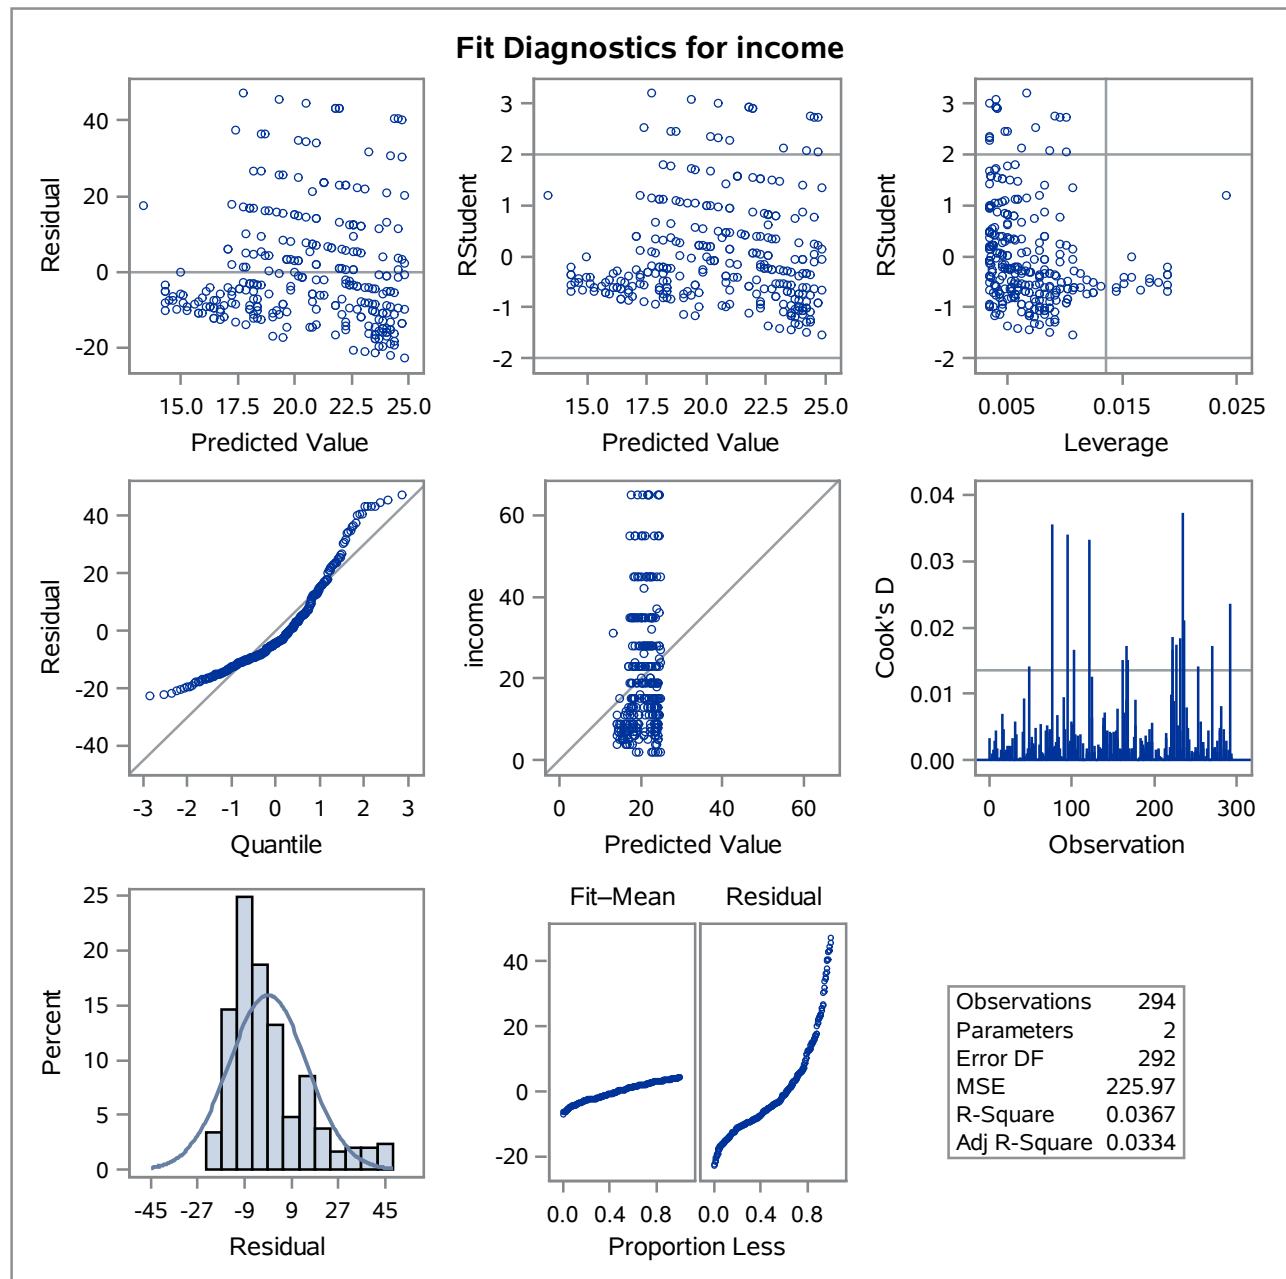 Fit Diagnostics for income
Residual
40
20
0
-20
15.0 17.5 20.0 22.5 25.0
Predicted Value
RStudent
3
2
1
0
-1
-2
15.0 17.5 20.0 22.5 25.0
Predicted Value
RStudent
3
2
1
0
-1
-2
0.005 0.015 0.025
Leverage
Residual
40
20
0
-20
-40
-3 -2 -1 0 1 2 3
Quantile
income
60
40
20
0
0 20 40 60
Predicted Value
Cook's D
0.04
0.03
0.02
0.01
0.00
0 100 200 300
Observation
Percent
25
20
15
10
5
0
-45 -27 -9 9 27 45
Residual
Fit–Mean Residual
40
20
0
-20
0.0 0.4 0.8 0.0 0.4 0.8
Proportion Less
Observations 294
Parameters 2
Error DF 292
MSE 225.97
R-Square 0.0367
Adj R-Square 0.0334